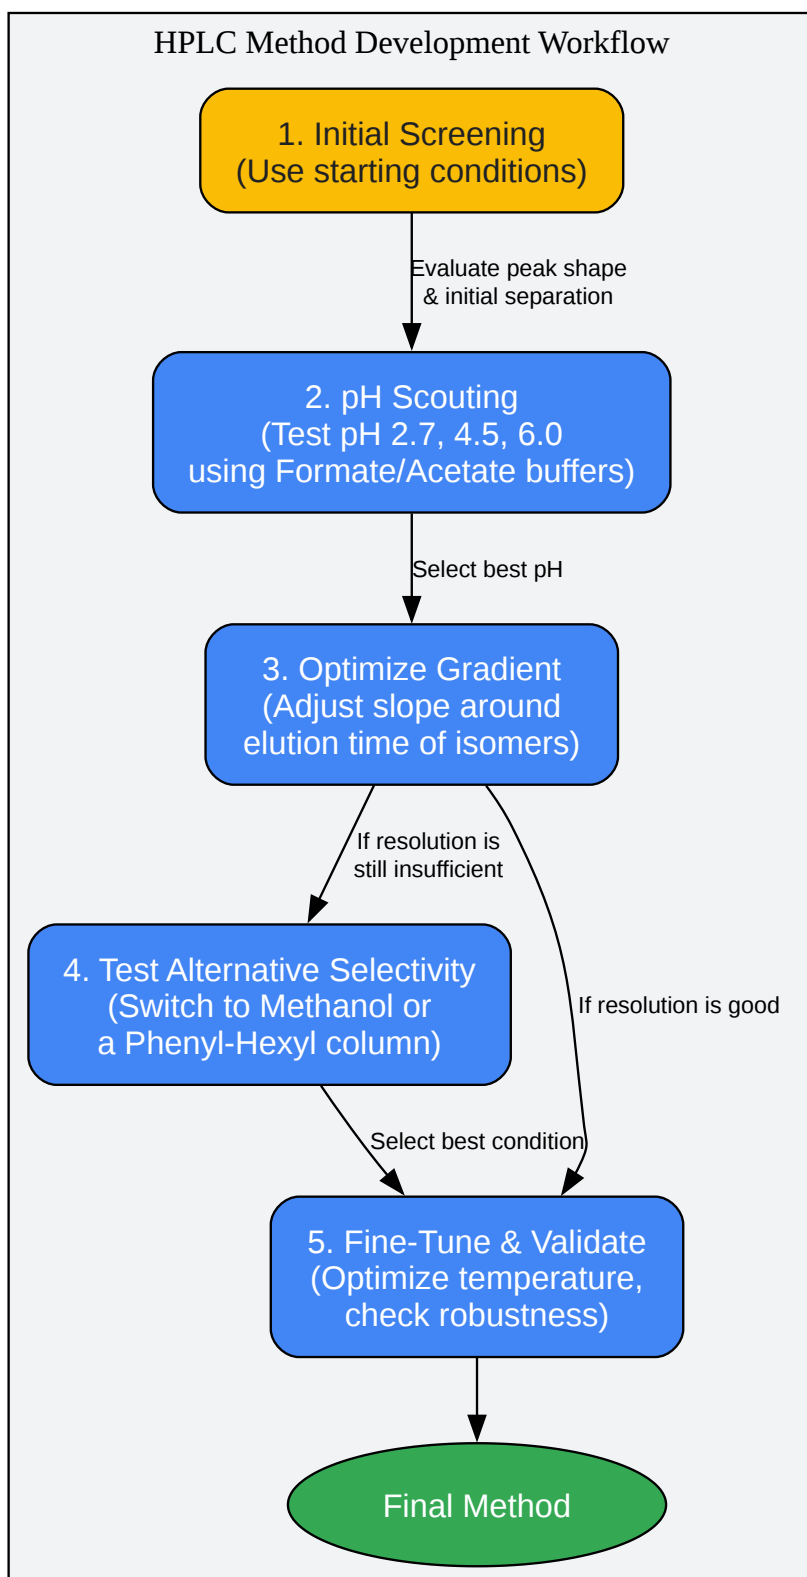 HPLC Method Development Workflow
1. Initial Screening
(Use starting conditions)
Evaluate peak shape
& initial separation
2. pH Scouting
(Test pH 2.7, 4.5, 6.0
using Formate/Acetate buffers)
Select best pH
3. Optimize Gradient
(Adjust slope around
elution time of isomers)
If resolution is
still insufficient
4. Test Alternative Selectivity
(Switch to Methanol or
a Phenyl-Hexyl column)
If resolution is good
Select best condition
5. Fine-Tune & Validate
(Optimize temperature,
check robustness)
Final Method